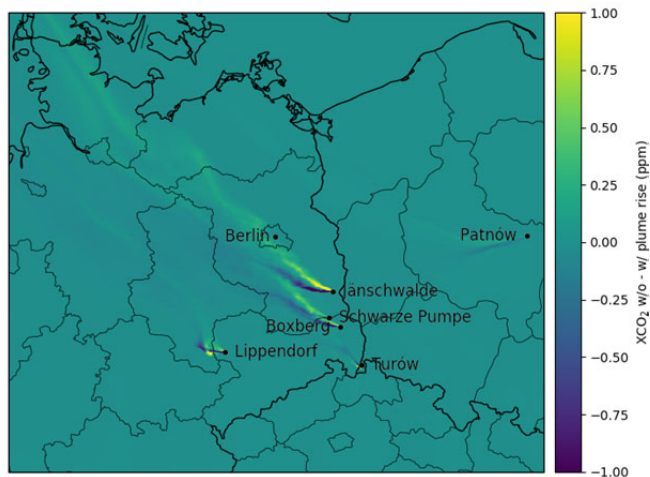 1.00
0.75
0.50
0.25
0.00
−0.25
−0.50
−0.75
−1.00
XCO₂ w/o - w/ plume rise (ppm)
Berlin
Patnów
Jänschwalde
Schwarze Pumpe
Boxberg
Lippendorf
Turów